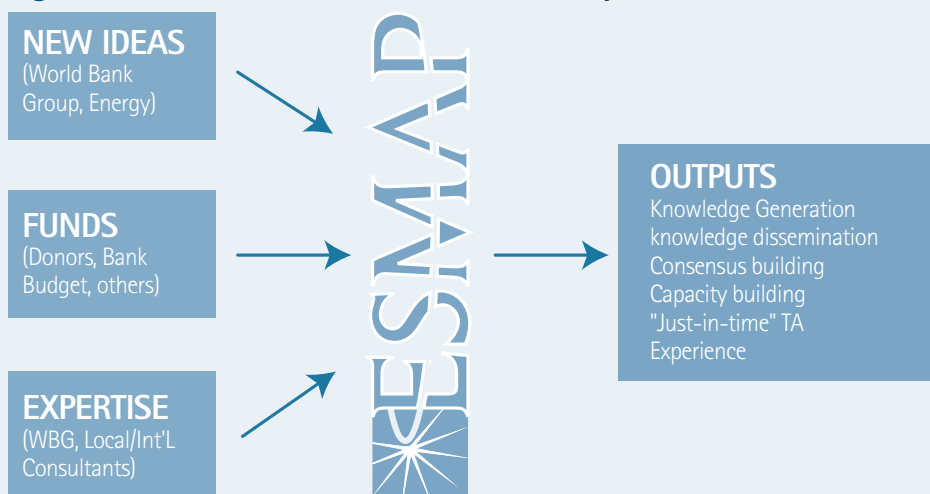 NEW IDEAS
(World Bank
Group, Energy)
FUNDS
(Donors, Bank
Budget, others)
EXPERTISE
(WBG, Local/Int'L
Consultants)
ESMAP
OUTPUTS
Knowledge Generation
knowledge dissemination
Consensus building
Capacity building
"Just-in-time" TA
Experience